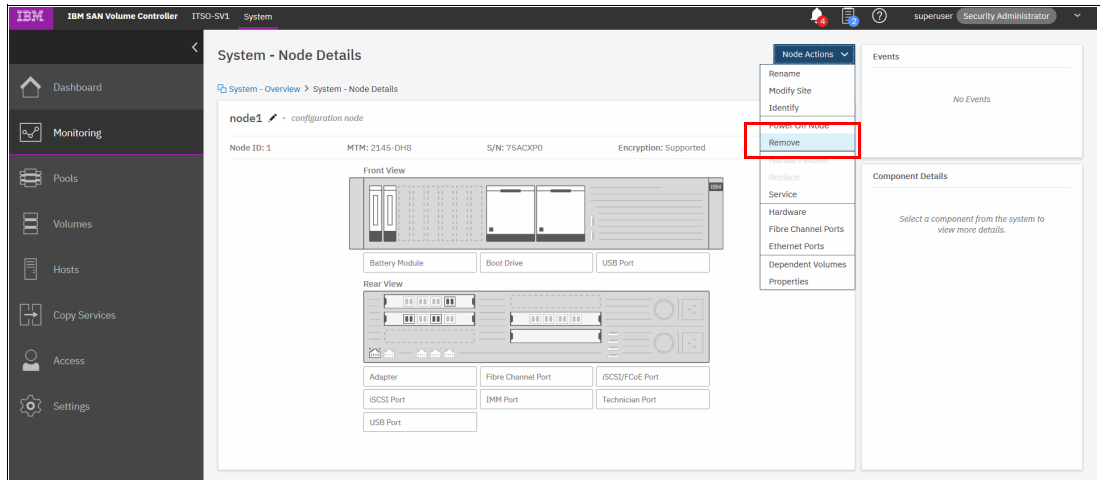 IBM IBM SAN Volume Controller ITSO-SV1 System 4 2 ? superuser Security Administrator
System - Node Details
Node Actions
Events
No Events
Component Details
Select a component from the system to
view more details.
Dashboard
Monitoring
Pools
Volumes
Hosts
Copy Services
Access
Settings
System - Overview > System - Node Details
node1 - configuration node
Node ID: 1 MTM: 2145-DH8 S/N: 75ACXP0 Encryption: Supported
Rename
Modify Site
Identify
Power Off Node
Remove
Manual Failover
Replace
Service
Hardware
Fibre Channel Ports
Ethernet Ports
Dependent Volumes
Properties
Front View
IBM
Battery Module Boot Drive USB Port
Rear View
Adapter Fibre Channel Port iSCSI/FCoE Port
iSCSI Port IMM Port Technician Port
USB Port